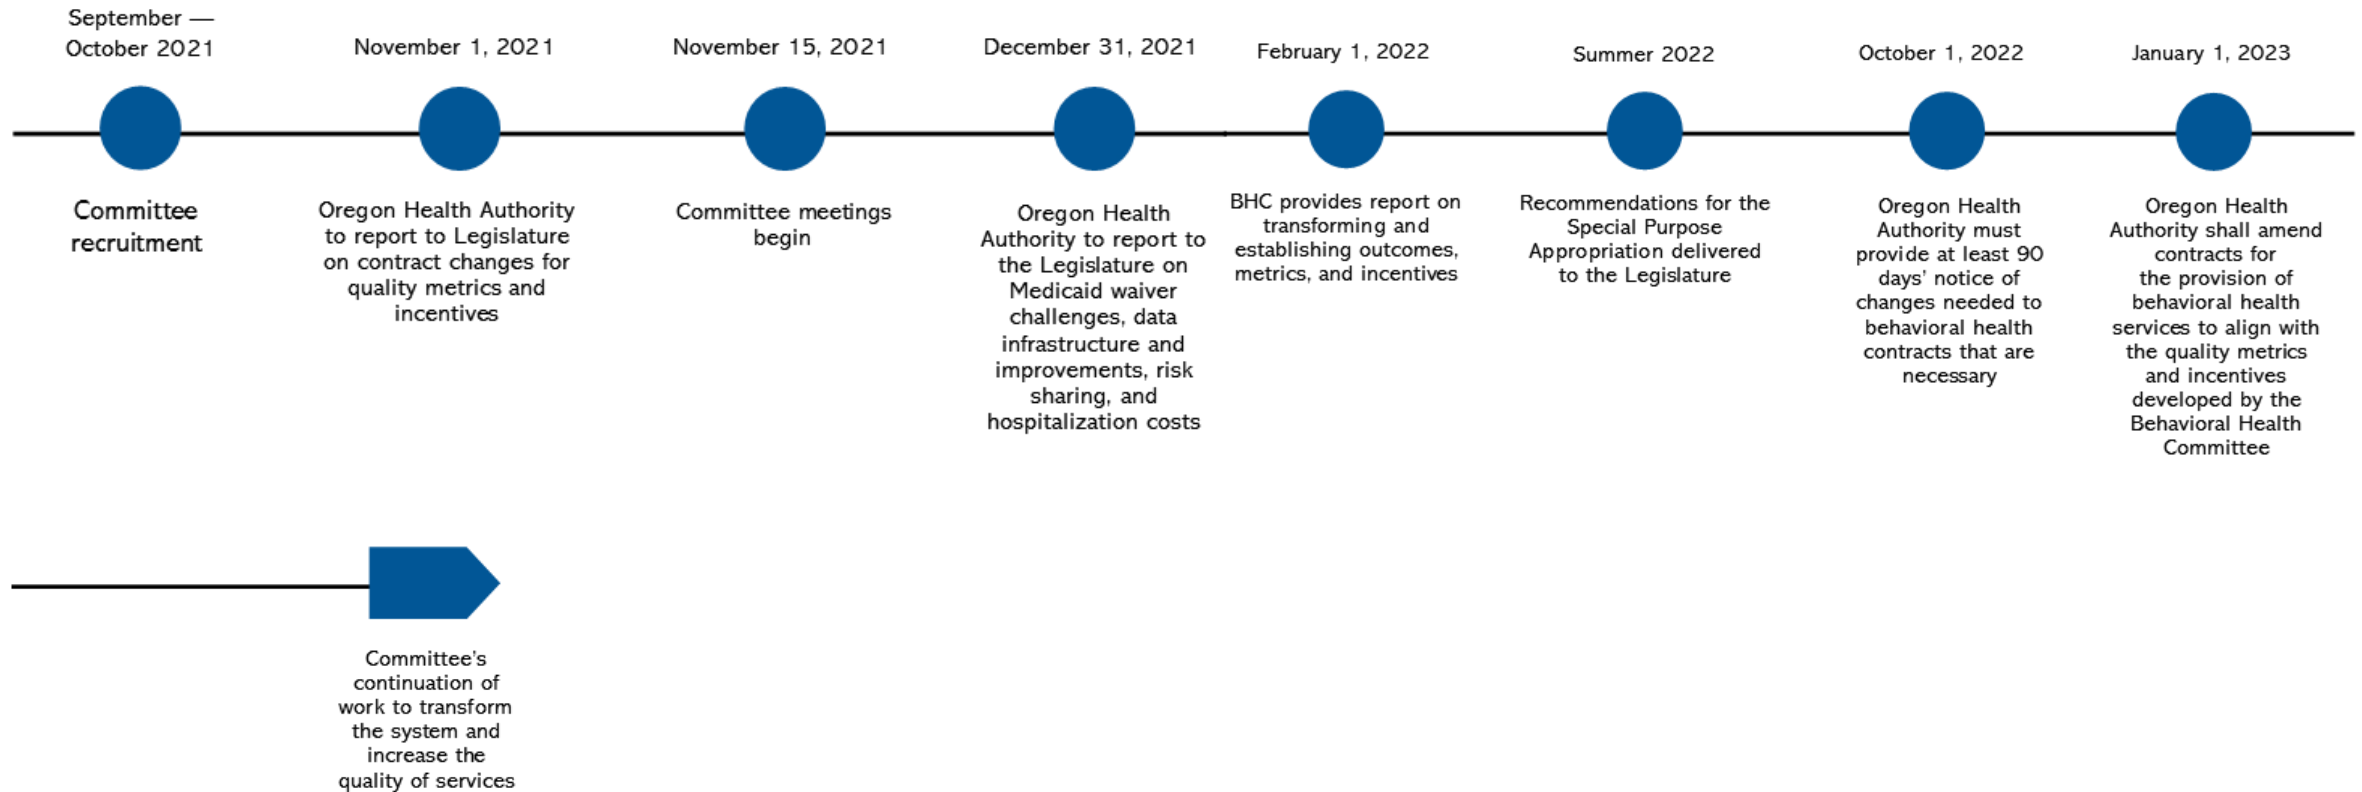 September —
October 2021
Committee
recruitment
November 1, 2021
Oregon Health Authority
to report to Legislature
on contract changes for
quality metrics and
incentives
November 15, 2021
Committee meetings
begin
December 31, 2021
Oregon Health
Authority to report to
the Legislature on
Medicaid waiver
challenges, data
infrastructure and
improvements, risk
sharing, and
hospitalization costs
February 1, 2022
BHC provides report on
transforming and
establishing outcomes,
metrics, and incentives
Summer 2022
Recommendations for the
Special Purpose
Appropriation delivered
to the Legislature
October 1, 2022
Oregon Health
Authority must
provide at least 90
days' notice of
changes needed to
behavioral health
contracts that are
necessary
January 1, 2023
Oregon Health
Authority shall amend
contracts for
the provision of
behavioral health
services to align with
the quality metrics
and incentives
developed by the
Behavioral Health
Committee
Committee's
continuation of
work to transform
the system and
increase the
quality of services